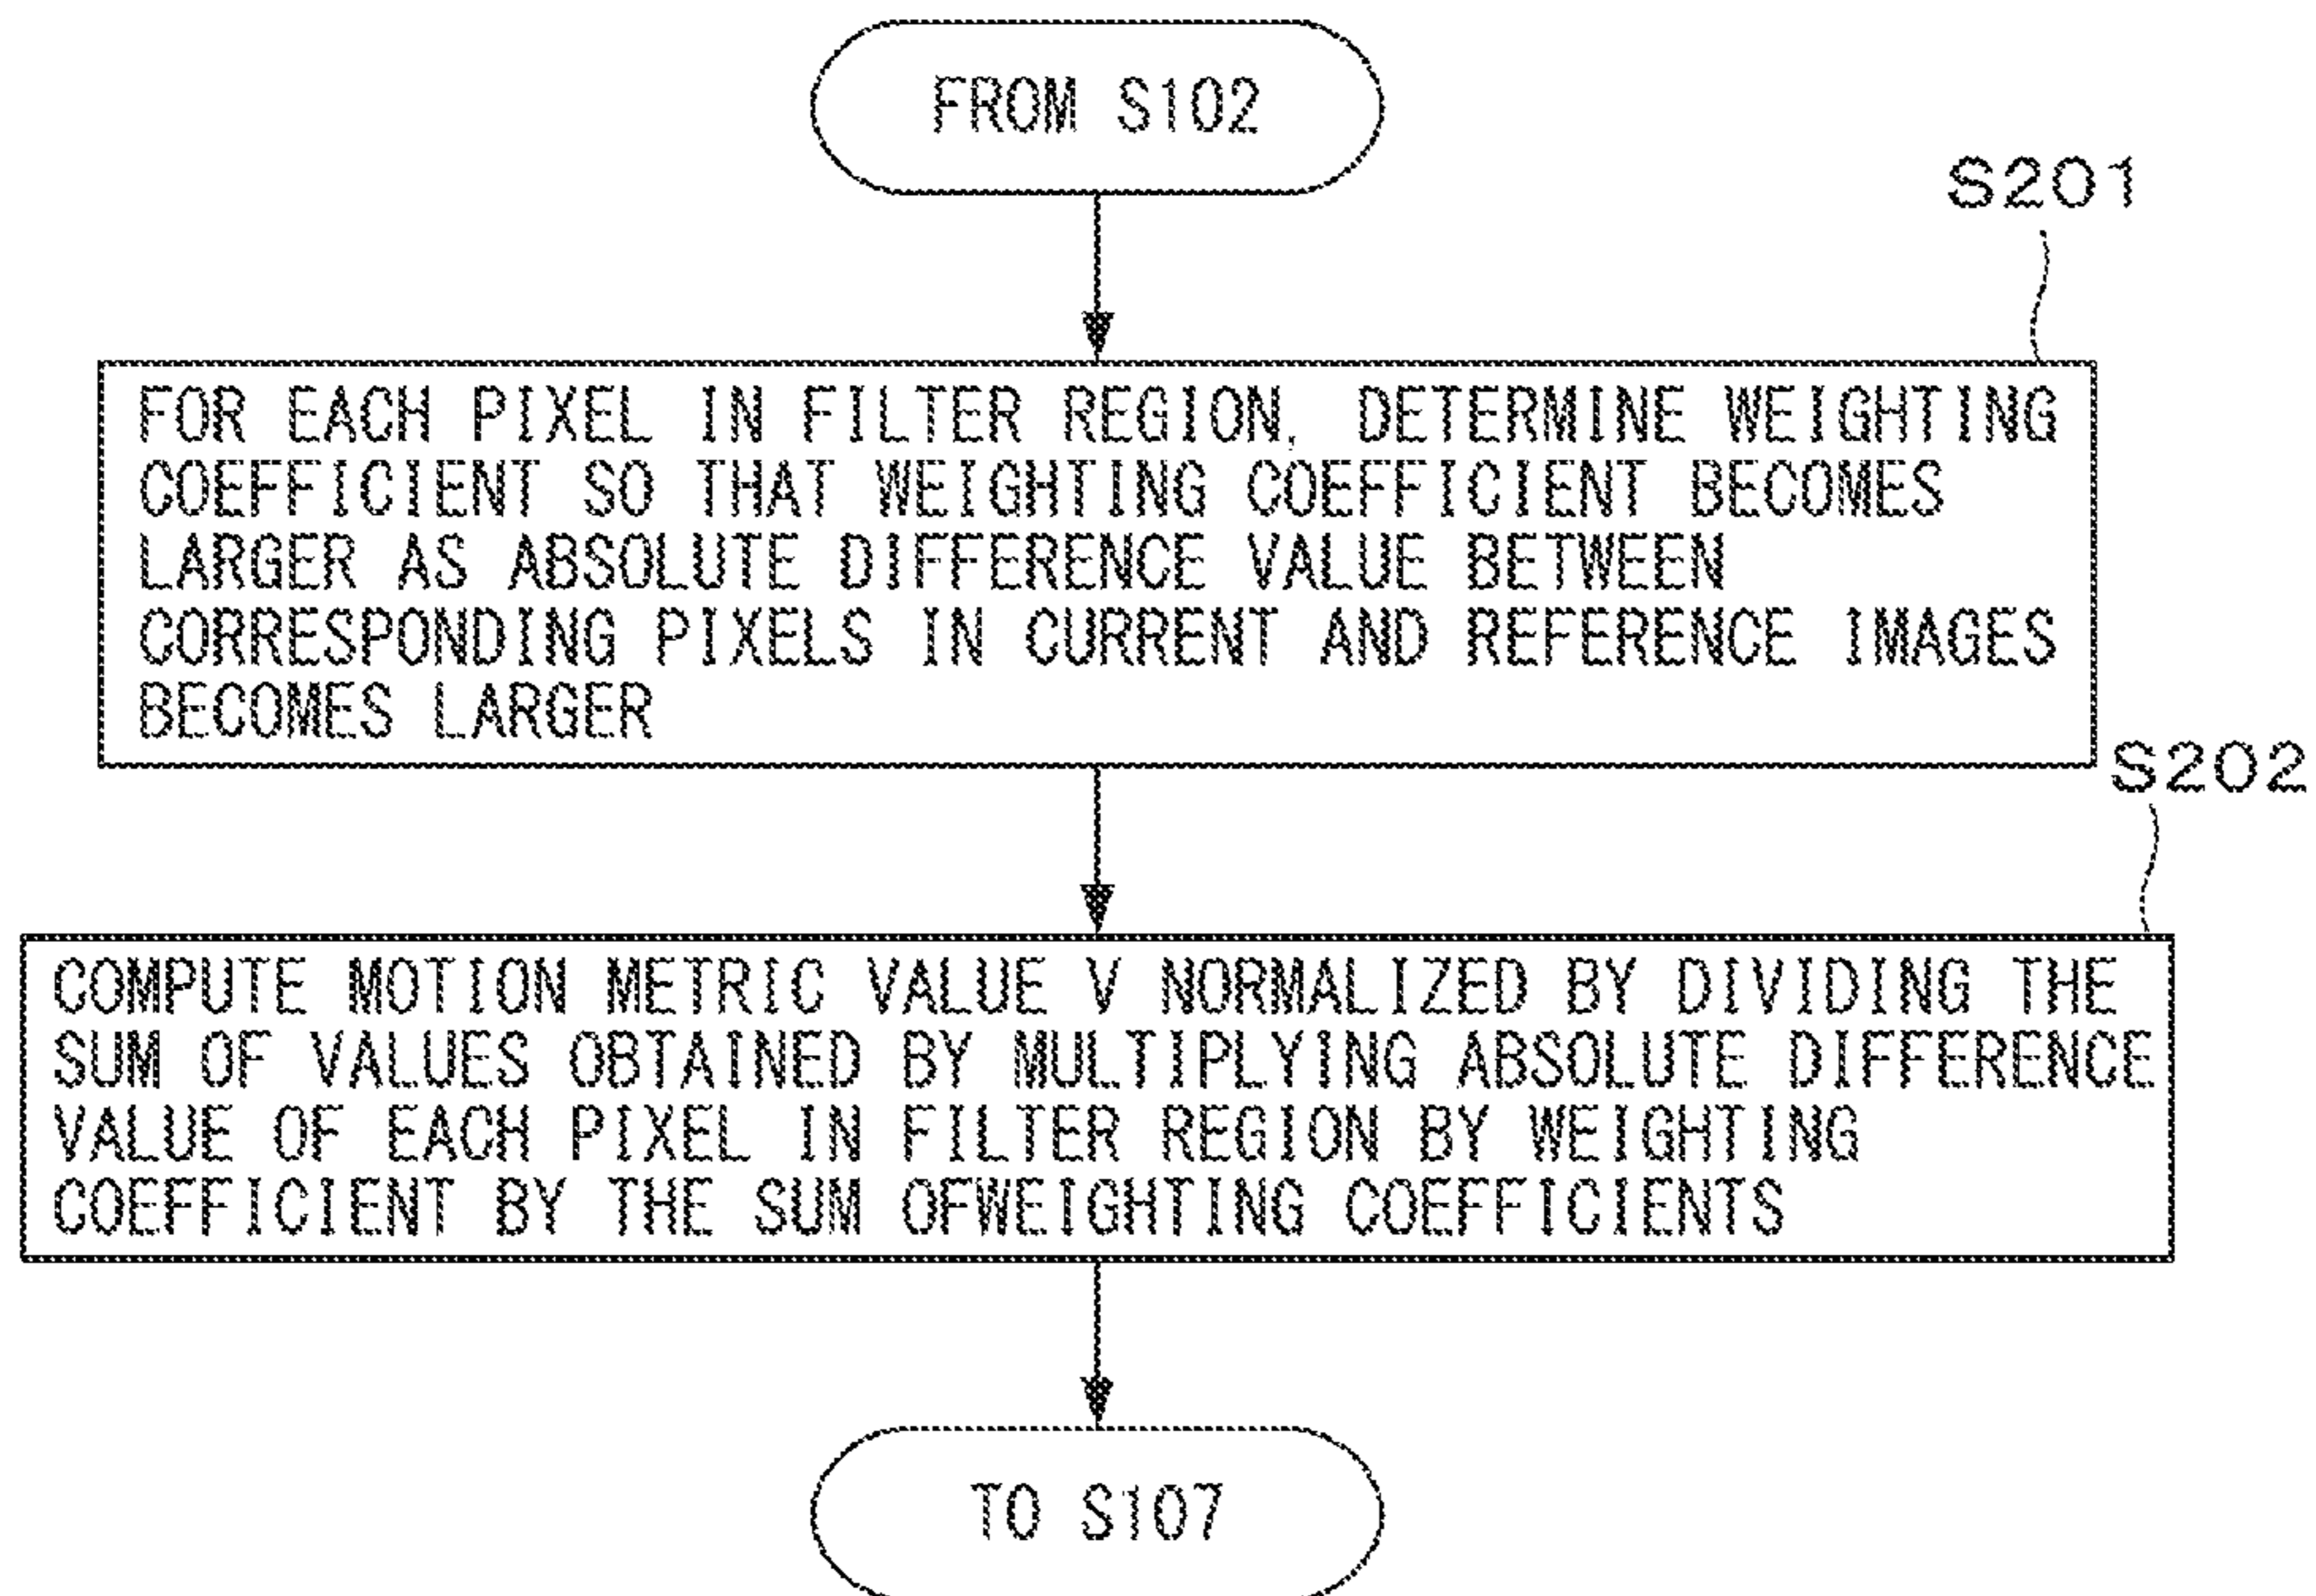 FROM S102
S201
FOR EACH PIXEL IN FILTER REGION, DETERMINE WEIGHTING
COEFFICIENT SO THAT WEIGHTING COEFFICIENT BECOMES
LARGER AS ABSOLUTE DIFFERENCE VALUE BETWEEN
CORRESPONDING PIXELS IN CURRENT AND REFERENCE IMAGES
BECOMES LARGER
S202
COMPUTE MOTION METRIC VALUE V NORMALIZED BY DIVIDING THE
SUM OF VALUES OBTAINED BY MULTIPLYING ABSOLUTE DIFFERENCE
VALUE OF EACH PIXEL IN FILTER REGION BY WEIGHTING
COEFFICIENT BY THE SUM OFWEIGHTING COEFFICIENTS
TO S107